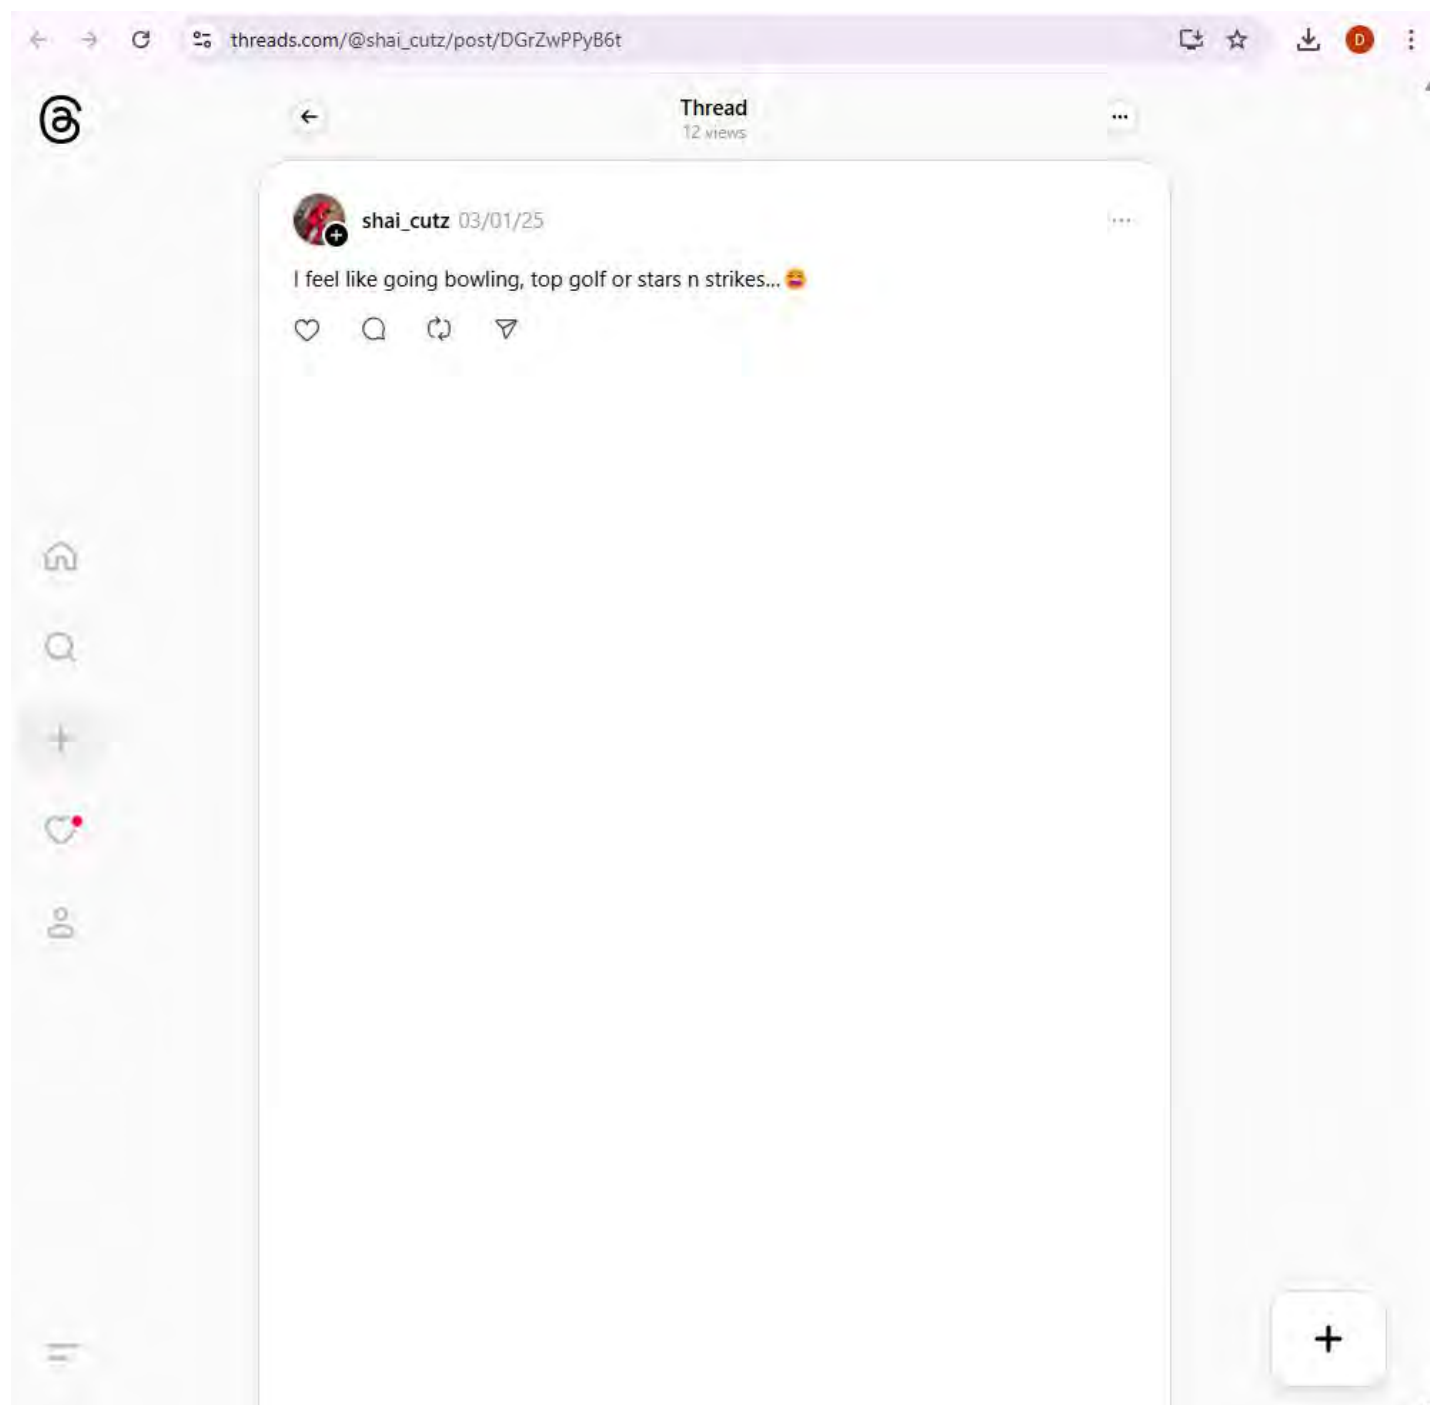 threads.com/@shai_cutz/post/DGrZwPPyB6t
D
Thread
12 views
shai_cutz 03/01/25
I feel like going bowling, top golf or stars n strikes... 😫